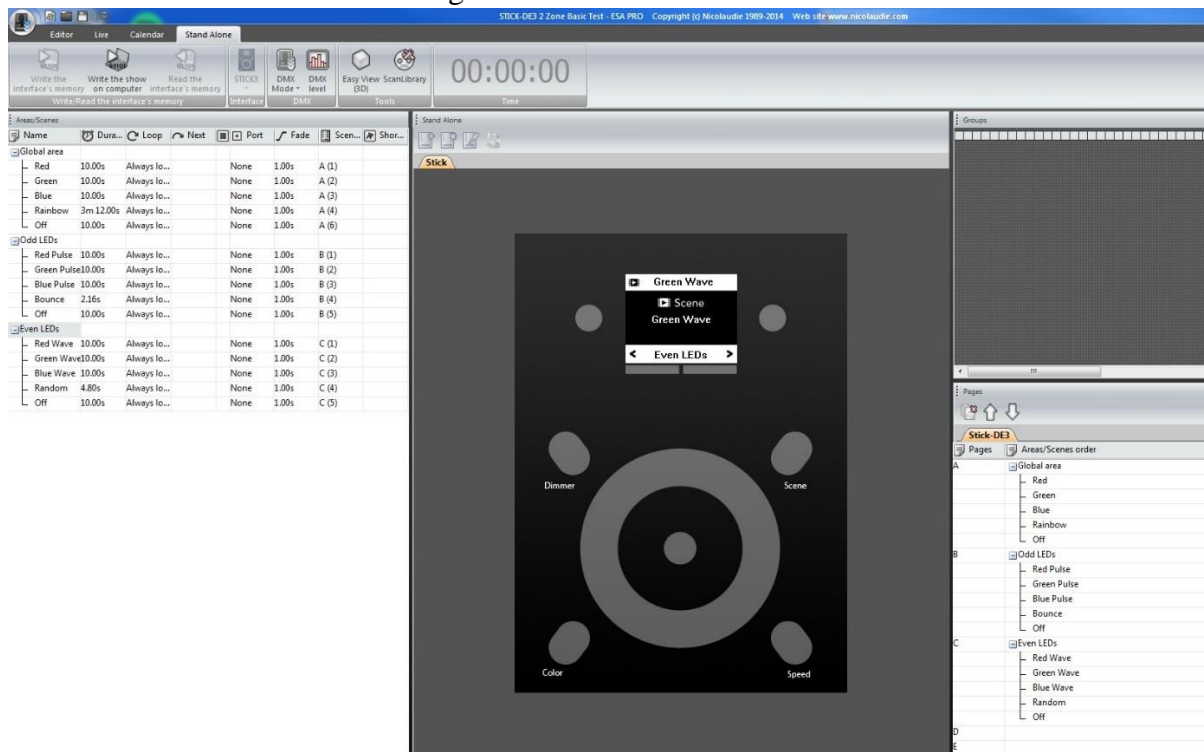 STICK-DE3 2 Zone Basic Test - ESA PRO Copyright (c) Nicolaudie 1989-2014 Web site www.nicolaudie.com
Editor Live Calendar Stand Alone
Write the interface's memory
Write the show on computer
Read the interface's memory
STICK3
DMX Mode
DMX level
Easy View (3D)
ScanLibrary
00:00:00
Write/Read the interface's memory Interface DMX Tools Time
Areas/Scenes
Name Dura... Loop Next Port Fade Scen... Shor...
Global area
Red 10.00s Always lo... None 1.00s A (1)
Green 10.00s Always lo... None 1.00s A (2)
Blue 10.00s Always lo... None 1.00s A (3)
Rainbow 3m 12.00s Always lo... None 1.00s A (4)
Off 10.00s Always lo... None 1.00s A (6)
Odd LEDs
Red Pulse 10.00s Always lo... None 1.00s B (1)
Green Pulse 10.00s Always lo... None 1.00s B (2)
Blue Pulse 10.00s Always lo... None 1.00s B (3)
Bounce 2.16s Always lo... None 1.00s B (4)
Off 10.00s Always lo... None 1.00s B (5)
Even LEDs
Red Wave 10.00s Always lo... None 1.00s C (1)
Green Wave 10.00s Always lo... None 1.00s C (2)
Blue Wave 10.00s Always lo... None 1.00s C (3)
Random 4.80s Always lo... None 1.00s C (4)
Off 10.00s Always lo... None 1.00s C (5)
Stand Alone
Stick
Green Wave
Scene
Green Wave
< Even LEDs >
Dimmer Scene
Color Speed
Groups
Pages
Stick-DE3
Pages Areas/Scenes order
A Global area
Red
Green
Blue
Rainbow
Off
B Odd LEDs
Red Pulse
Green Pulse
Blue Pulse
Bounce
Off
C Even LEDs
Red Wave
Green Wave
Blue Wave
Random
Off
D
E